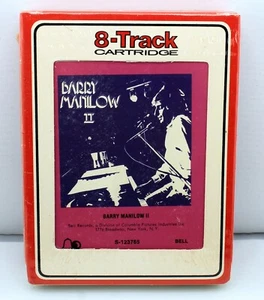 8-Track
CARTRIDGE
BARRY
MANILOW
II
BARRY MANILOW II
Bell Records, a Division of Columbia Pictures Industries Inc.
1776 Broadway, New York, N. Y.
BELL